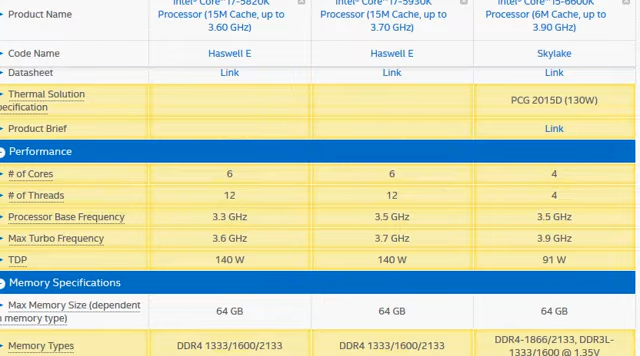 Product Name
Intel® Core™ i7-5820K Processor (15M Cache, up to 3.60 GHz)
Intel® Core™ i7-5930K Processor (15M Cache, up to 3.70 GHz)
Intel® Core™ i5-6600K Processor (6M Cache, up to 3.90 GHz)
Code Name Haswell E Haswell E Skylake
Datasheet Link Link Link
Thermal Solution
pecification PCG 2015D (130W)
Product Brief Link
Performance
# of Cores 6 6 4
# of Threads 12 12 4
Processor Base Frequency 3.3 GHz 3.5 GHz 3.5 GHz
Max Turbo Frequency 3.6 GHz 3.7 GHz 3.9 GHz
TDP 140 W 140 W 91 W
Memory Specifications
Max Memory Size (dependent
n memory type) 64 GB 64 GB 64 GB
Memory Types DDR4 1333/1600/2133 DDR4 1333/1600/2133 DDR4-1866/2133, DDR3L-
1333/1600 @ 1.35V